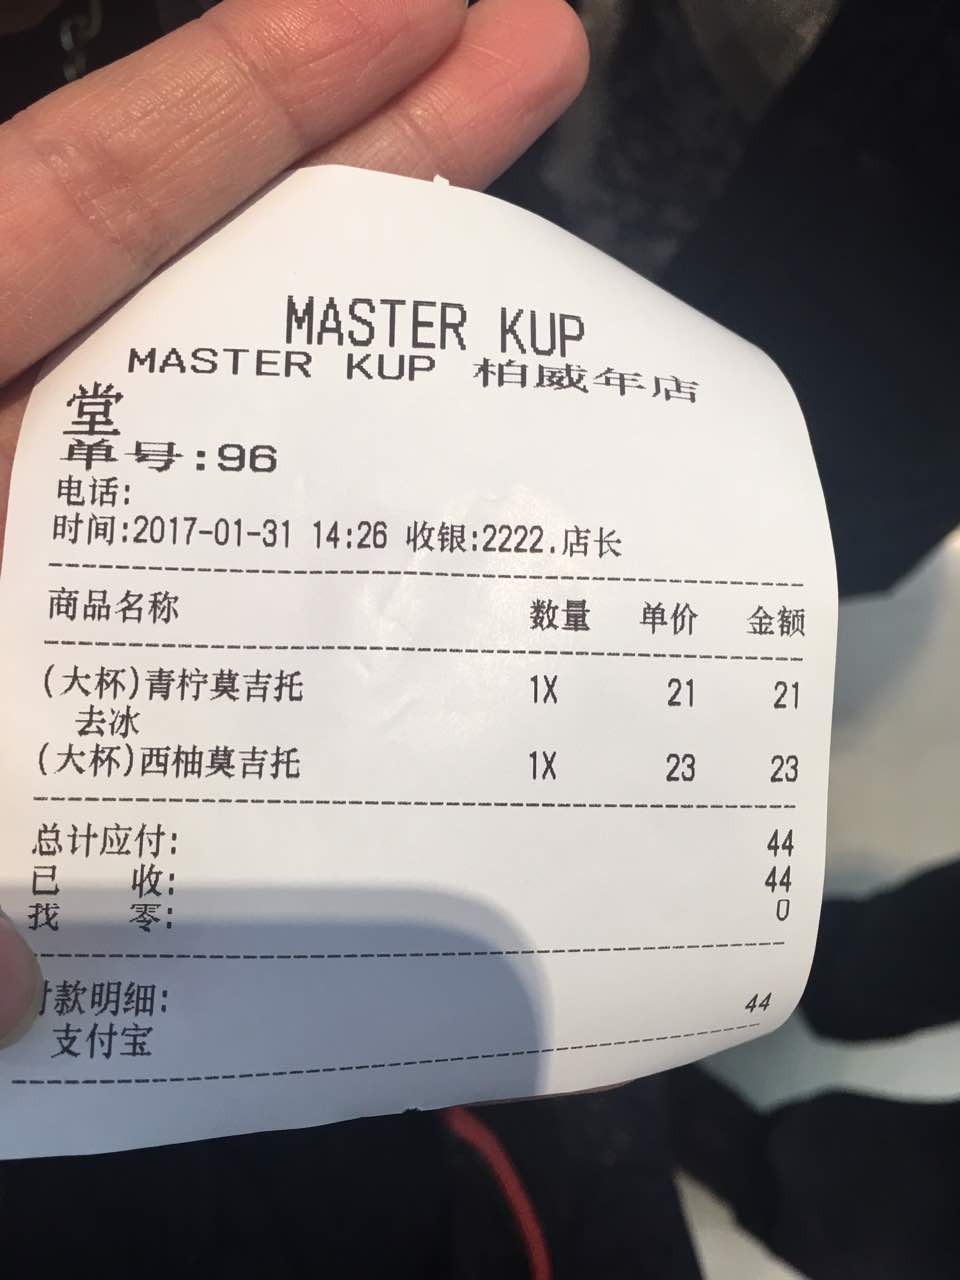 MASTER KUP
MASTER KUP 柏威年店
堂
单号:96
电话:
时间:2017-01-31 14:26 收银:2222.店长
商品名称 数量 单价 金额
(大杯)青柠莫吉托 1X 21 21
去冰
(大杯)西柚莫吉托 1X 23 23
总计应付: 44
已 收: 44
找 零: 0
付款明细:
支付宝 44